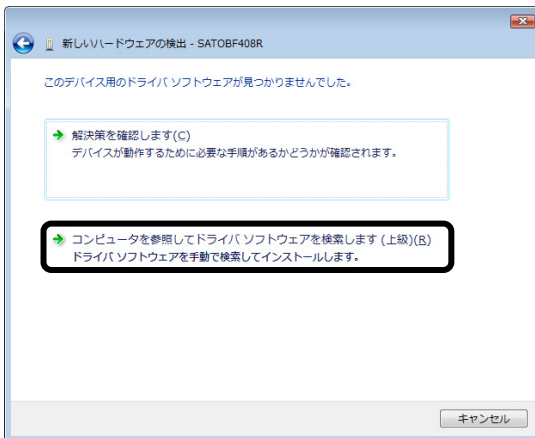 新しいハードウェアの検出 - SATOBF408R
このデバイス用のドライバ ソフトウェアが見つかりませんでした。
解決策を確認します(C)
デバイスが動作するために必要な手順があるかどうかが確認されます。
コンピュータを参照してドライバ ソフトウェアを検索します (上級)(R)
ドライバ ソフトウェアを手動で検索してインストールします。
キャンセル